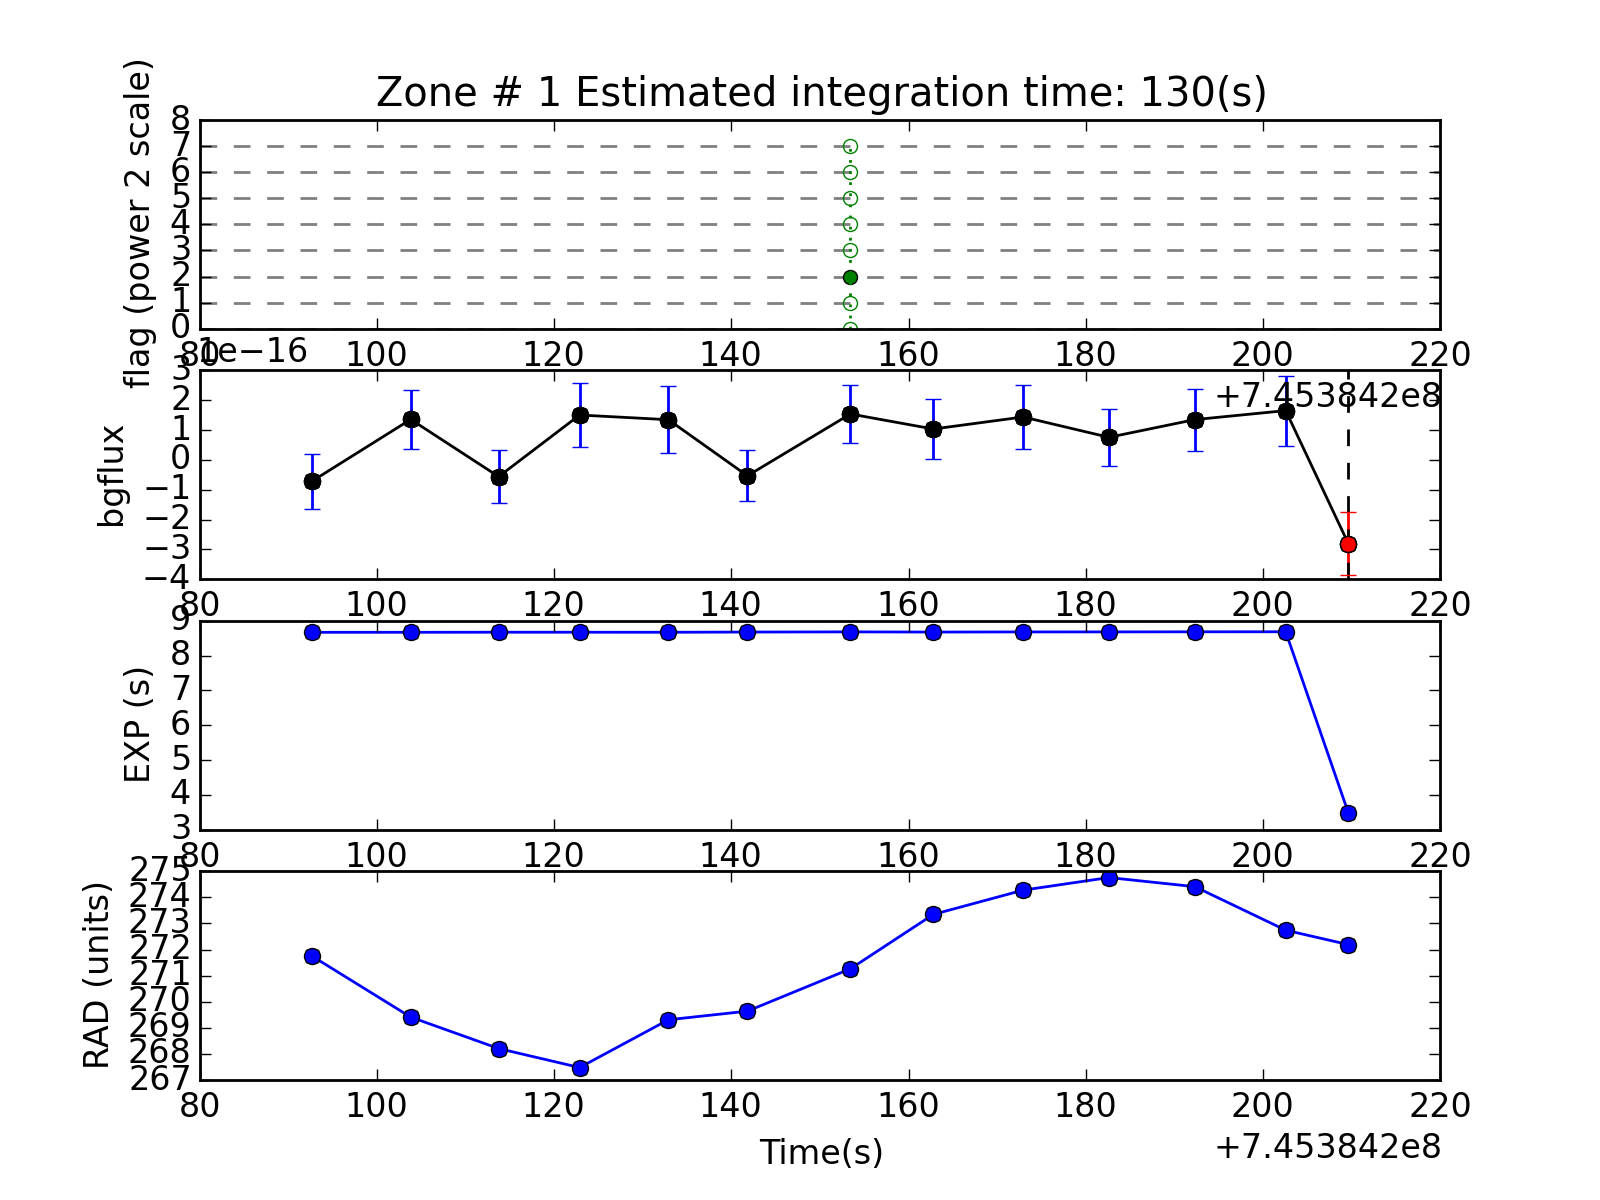 Zone # 1 Estimated integration time: 130(s)
flag (power 2 scale)
8
7
6
5
4
3
2
1
0
80 100 120 140 160 180 200 220
+7.453842e8
1e−16
bgflux
3
2
1
0
−1
−2
−3
−4
80 100 120 140 160 180 200 220
EXP (s)
9
8
7
6
5
4
3
80 100 120 140 160 180 200 220
RAD (units)
275
274
273
272
271
270
269
268
267
80 100 120 140 160 180 200 220
Time(s)
+7.453842e8